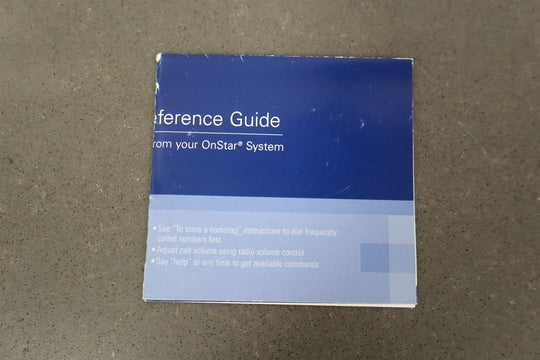 eference Guide
rom your OnStar® System
• See "To store a nametag" instructions to dial frequently
called numbers fast
• Adjust call volume using radio volume control
• Say "help" at any time to get available commands